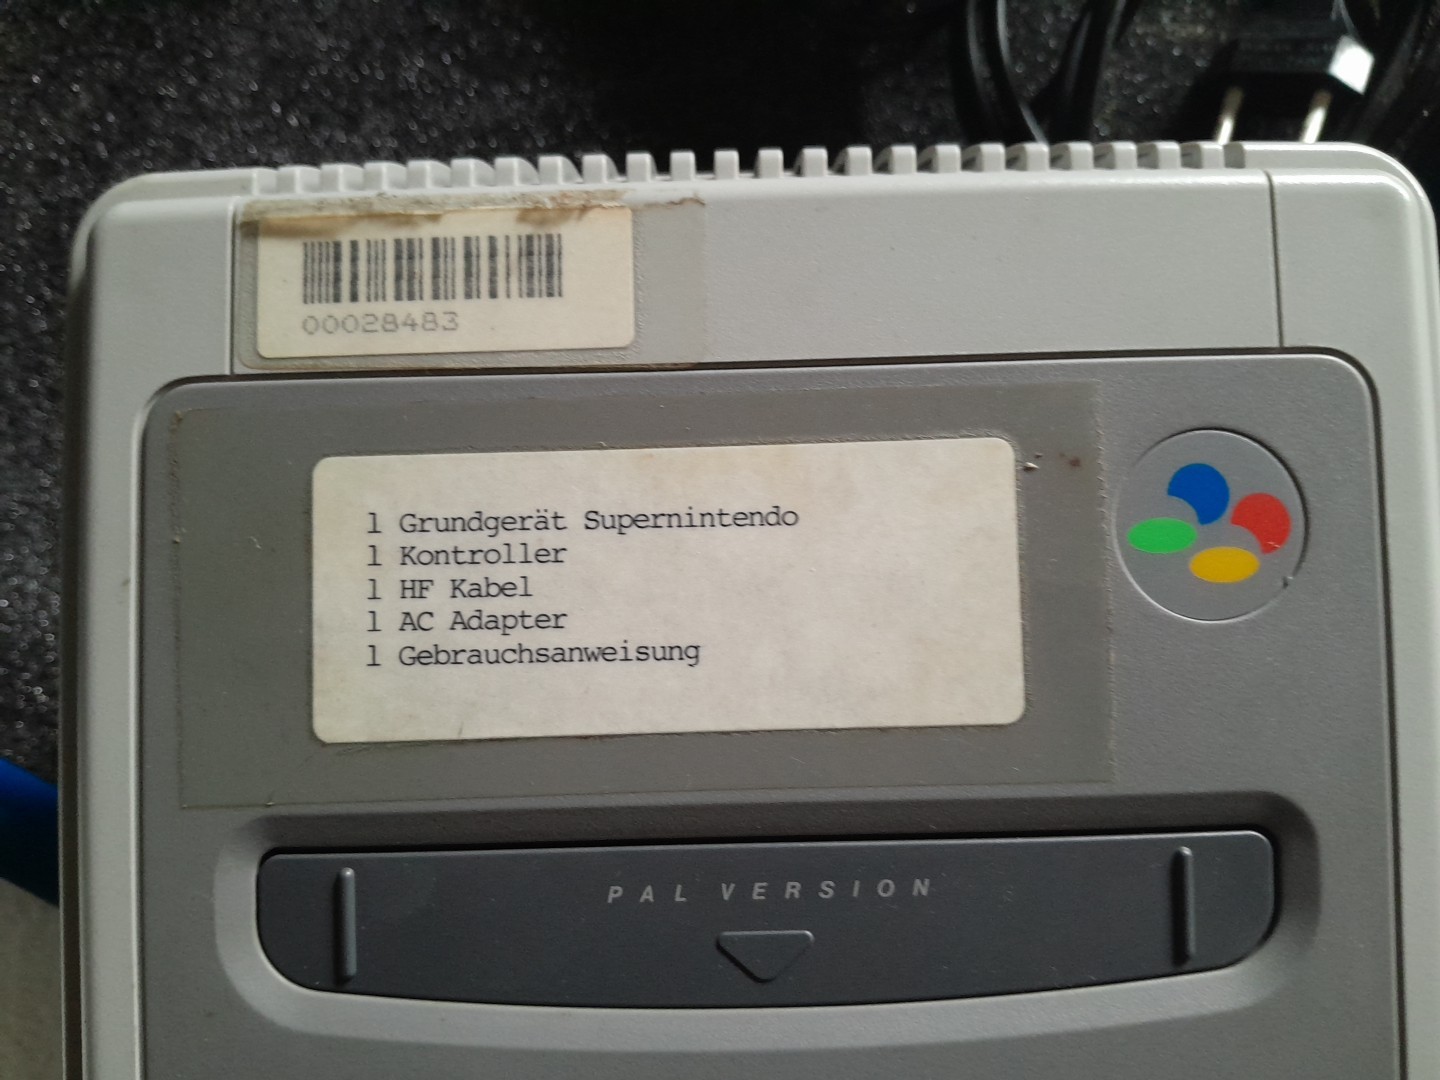 00028483
1 Grundgerät Supernintendo
1 Kontroller
1 HF Kabel
1 AC Adapter
1 Gebrauchsanweisung
PAL VERSION